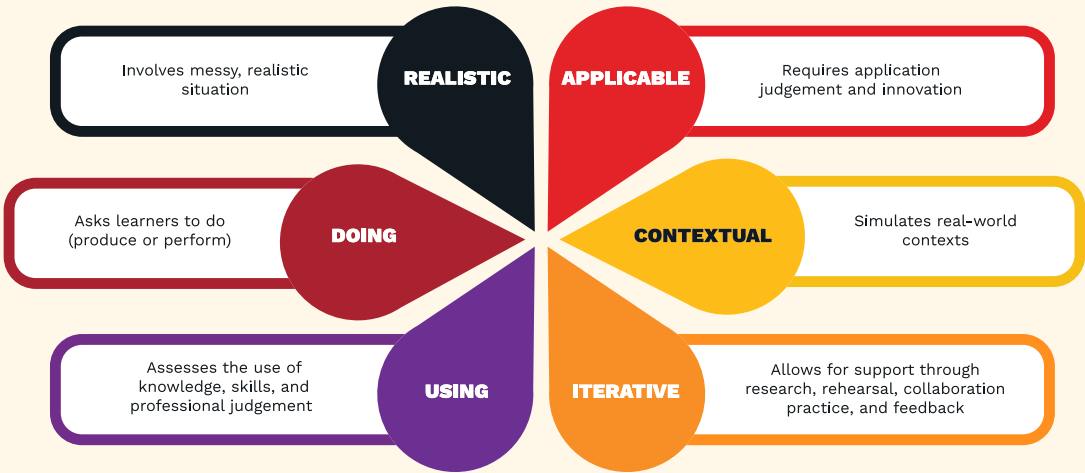 REALISTIC
Involves messy, realistic
situation
APPLICABLE
Requires application
judgement and innovation
DOING
Asks learners to do
(produce or perform)
CONTEXTUAL
Simulates real-world
contexts
USING
Assesses the use of
knowledge, skills, and
professional judgement
ITERATIVE
Allows for support through
research, rehearsal, collaboration
practice, and feedback